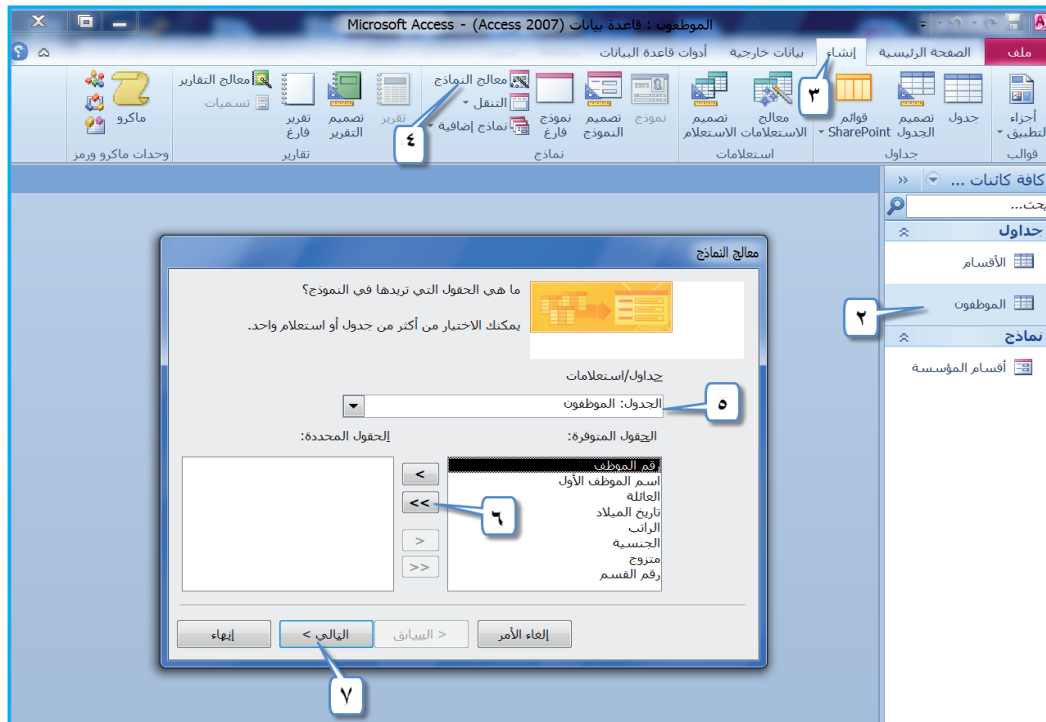 الموظفون : قاعدة بيانات (Access 2007) - Microsoft Access
ملف الصفحة الرئيسية إنشاء بيانات خارجية أدوات قاعدة البيانات
٣
أجزاء التطبيق
قوالب
جدول
تصميم الجدول
قوائم SharePoint
جداول
معالج الاستعلامات
تصميم الاستعلام
استعلامات
نموذج
تصميم النموذج
نموذج فارغ
معالج النماذج
التنقل
نماذج إضافية
نماذج
٤
تقرير
تصميم التقرير
تقرير فارغ
معالج التقارير
تسميات
تقارير
ماكرو
وحدات ماكرو ورمز
كافة كائنات ...
بحث...
جداول
الأقسام
الموظفون
٢
نماذج
أقسام المؤسسة
معالج النماذج
ما هي الحقول التي تريدها في النموذج؟
يمكنك الاختيار من أكثر من جدول أو استعلام واحد.
جداول/استعلامات
الجدول: الموظفون
٥
الحقول المتوفرة:
الحقول المحددة:
رقم الموظف
اسم الموظف الأول
العائلة
تاريخ الميلاد
الراتب
الجنسية
متزوج
رقم القسم
>
>>
<
<<
٦
إلغاء الأمر
< السابق
التالي >
إنهاء
٧